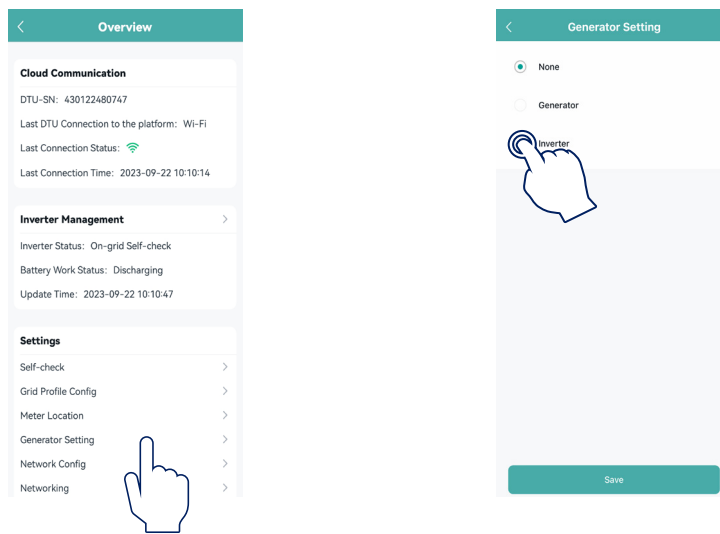 Overview
Cloud Communication
DTU-SN: 430122480747
Last DTU Connection to the platform: Wi-Fi
Last Connection Status:
Last Connection Time: 2023-09-22 10:10:14
Inverter Management
Inverter Status: On-grid Self-check
Battery Work Status: Discharging
Update Time: 2023-09-22 10:10:47
Settings
Self-check
Grid Profile Config
Meter Location
Generator Setting
Network Config
Networking
Generator Setting
None
Generator
Inverter
Save